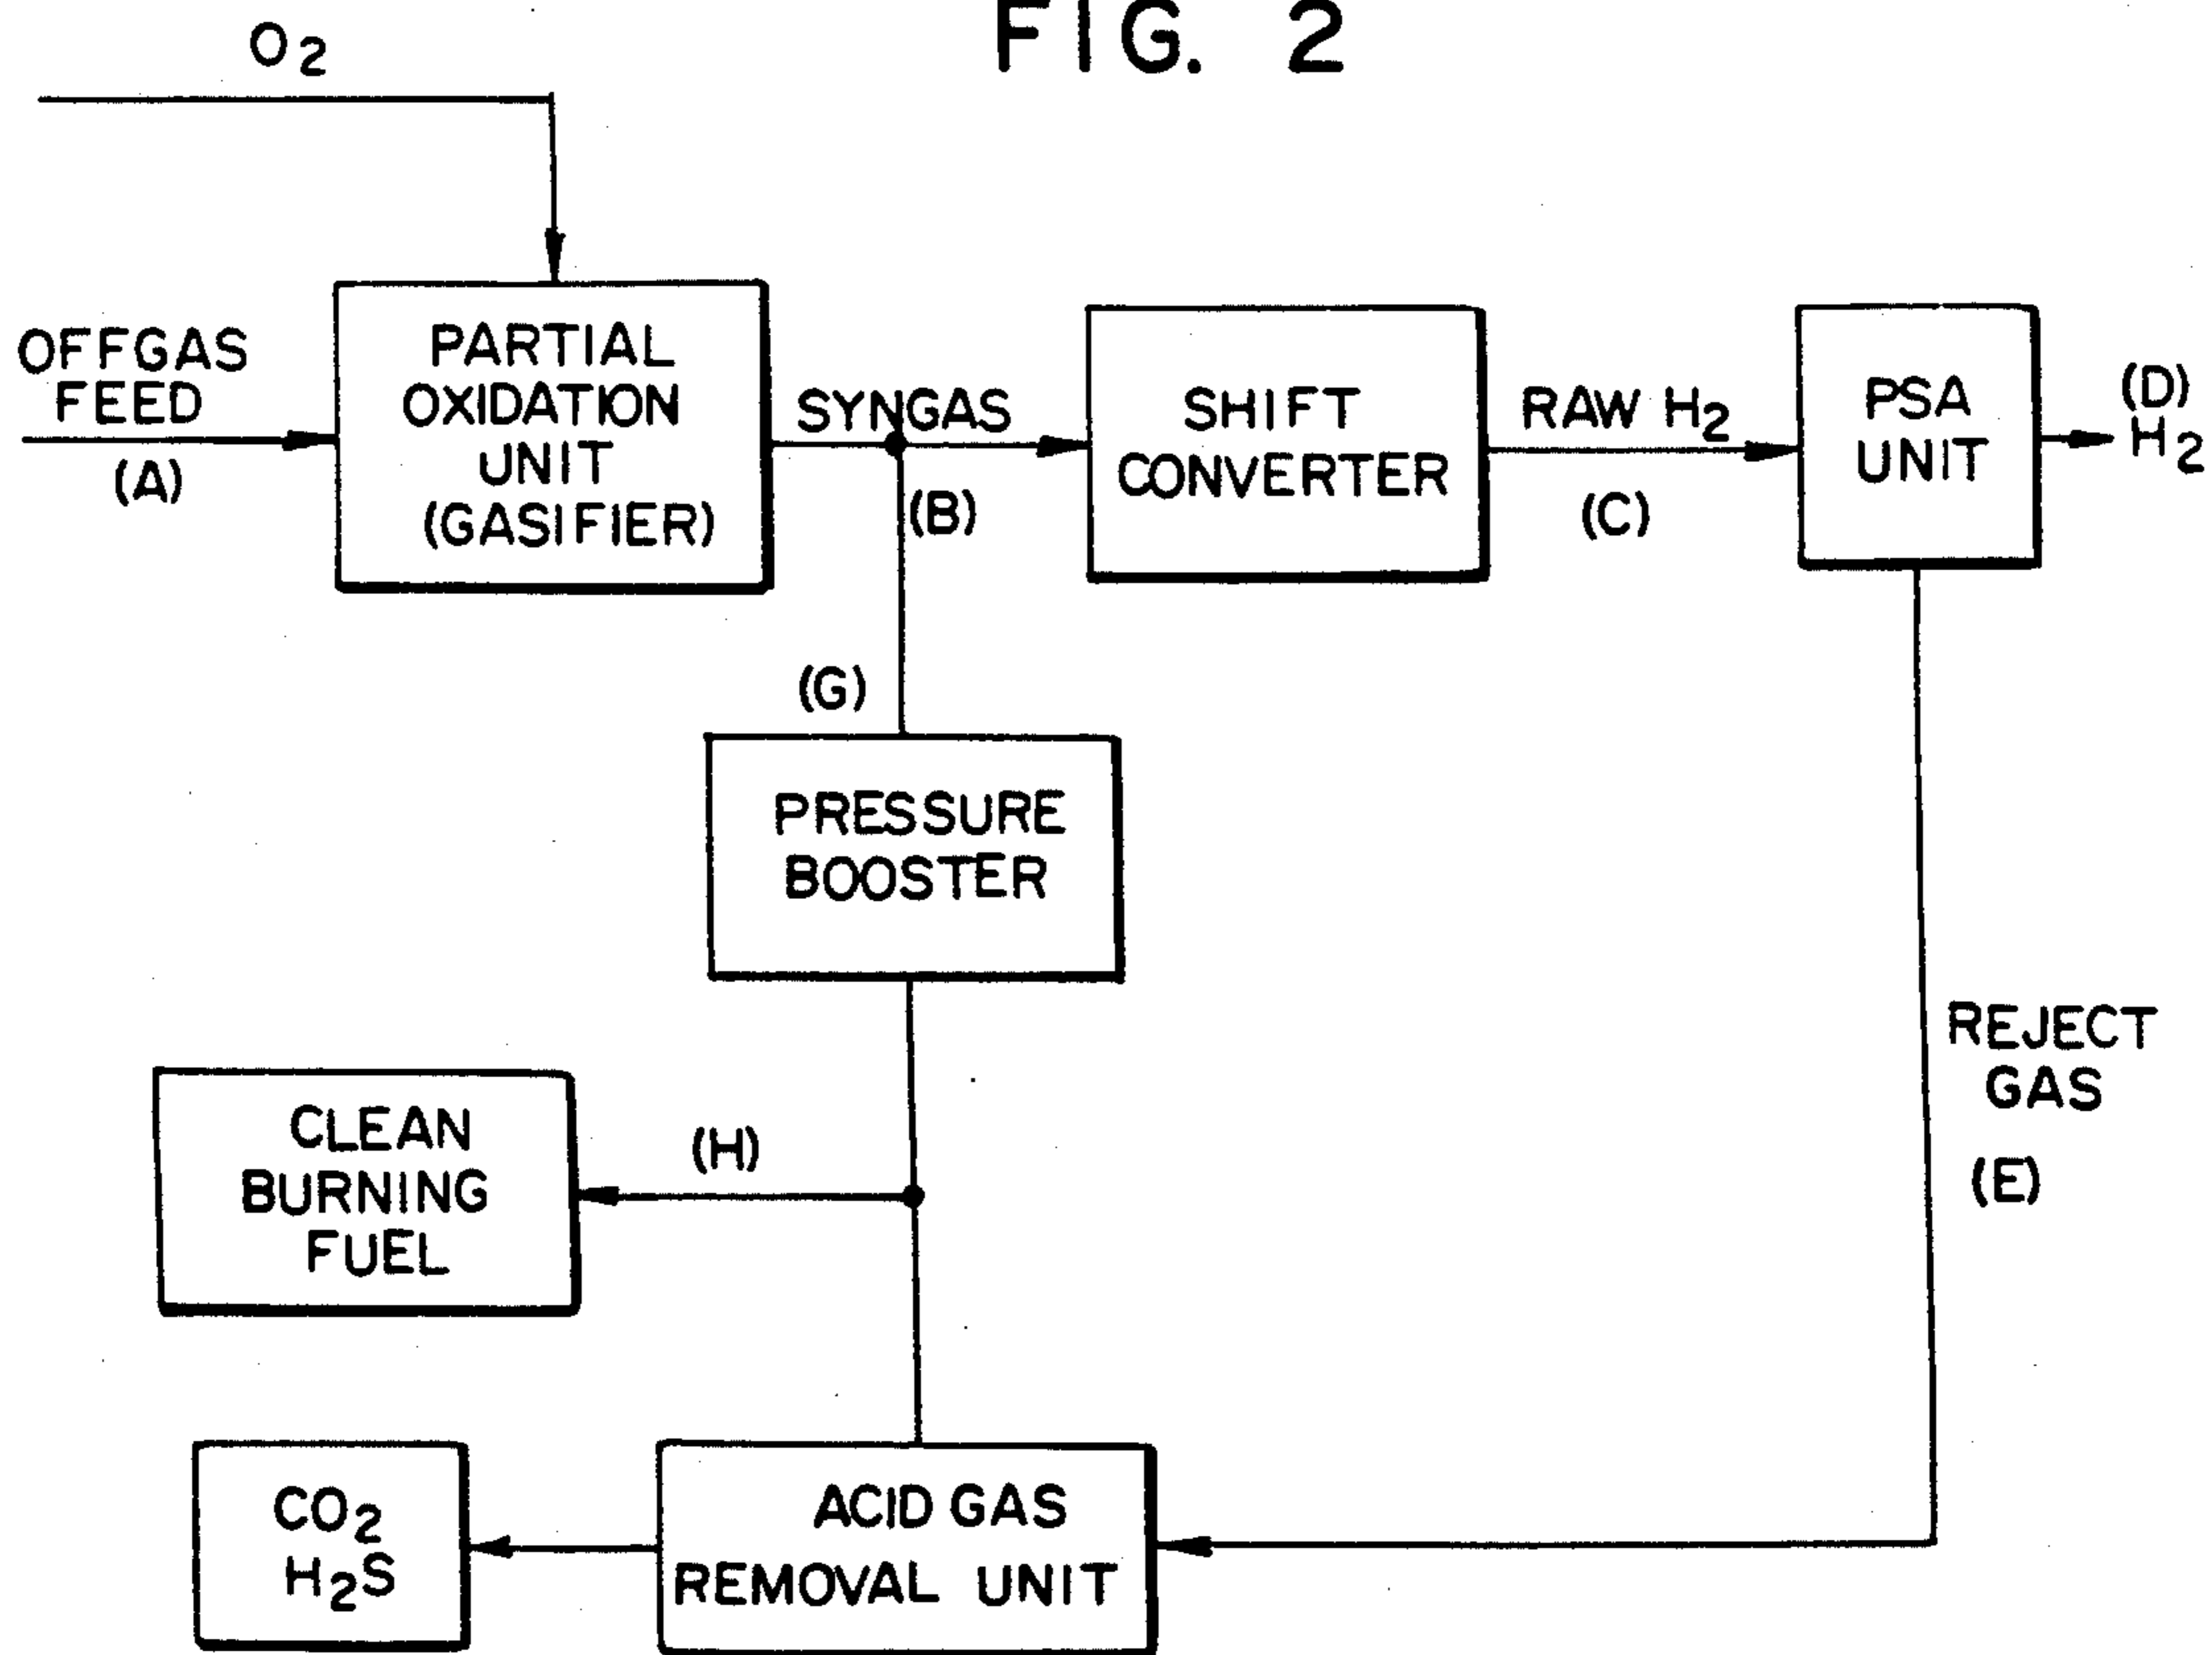 FIG. 2
O2
OFFGAS
FEED
(A)
PARTIAL
OXIDATION
UNIT
(GASIFIER)
SYNGAS
(B)
SHIFT
CONVERTER
RAW H2
(C)
PSA
UNIT
(D)
H2
(G)
PRESSURE
BOOSTER
REJECT
GAS
(E)
CLEAN
BURNING
FUEL
(H)
CO2
H2S
ACID GAS
REMOVAL UNIT